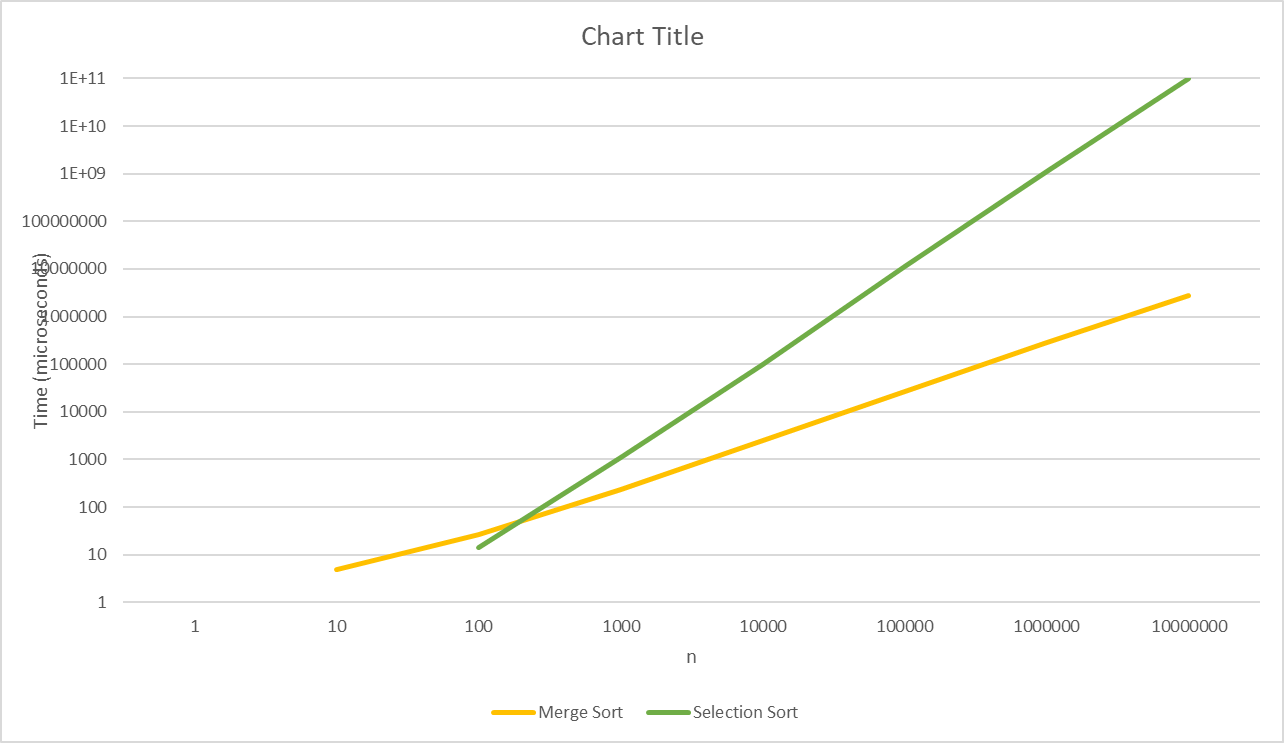 Chart Title
1E+11
1E+10
1E+09
100000000
10000000
1000000
100000
10000
1000
100
10
1
Time (microseconds)
1 10 100 1000 10000 100000 1000000 10000000
n
Merge Sort Selection Sort